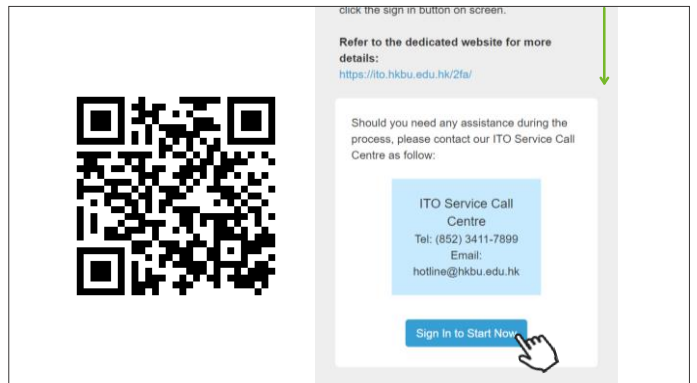 click the sign in button on screen.
Refer to the dedicated website for more
details:
https://ito.hkbu.edu.hk/2fa/
Should you need any assistance during the
process, please contact our ITO Service Call
Centre as follow:
ITO Service Call
Centre
Tel: (852) 3411-7899
Email:
hotline@hkbu.edu.hk
Sign In to Start Now